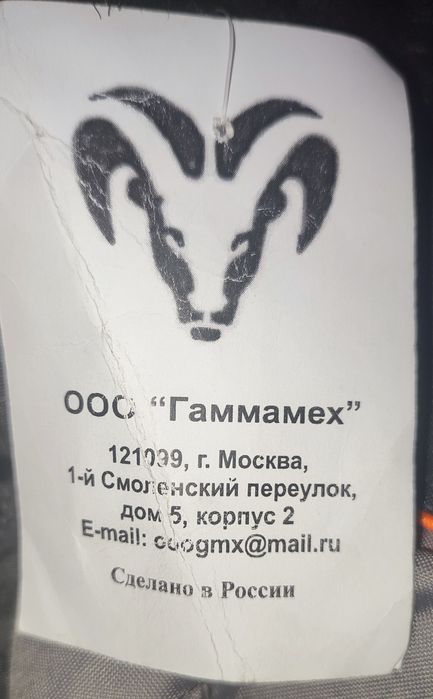 ООО “Гаммамех”
121099, г. Москва,
1-й Смоленский переулок,
дом 5, корпус 2
E-mail: ooogmx@mail.ru
Сделано в России